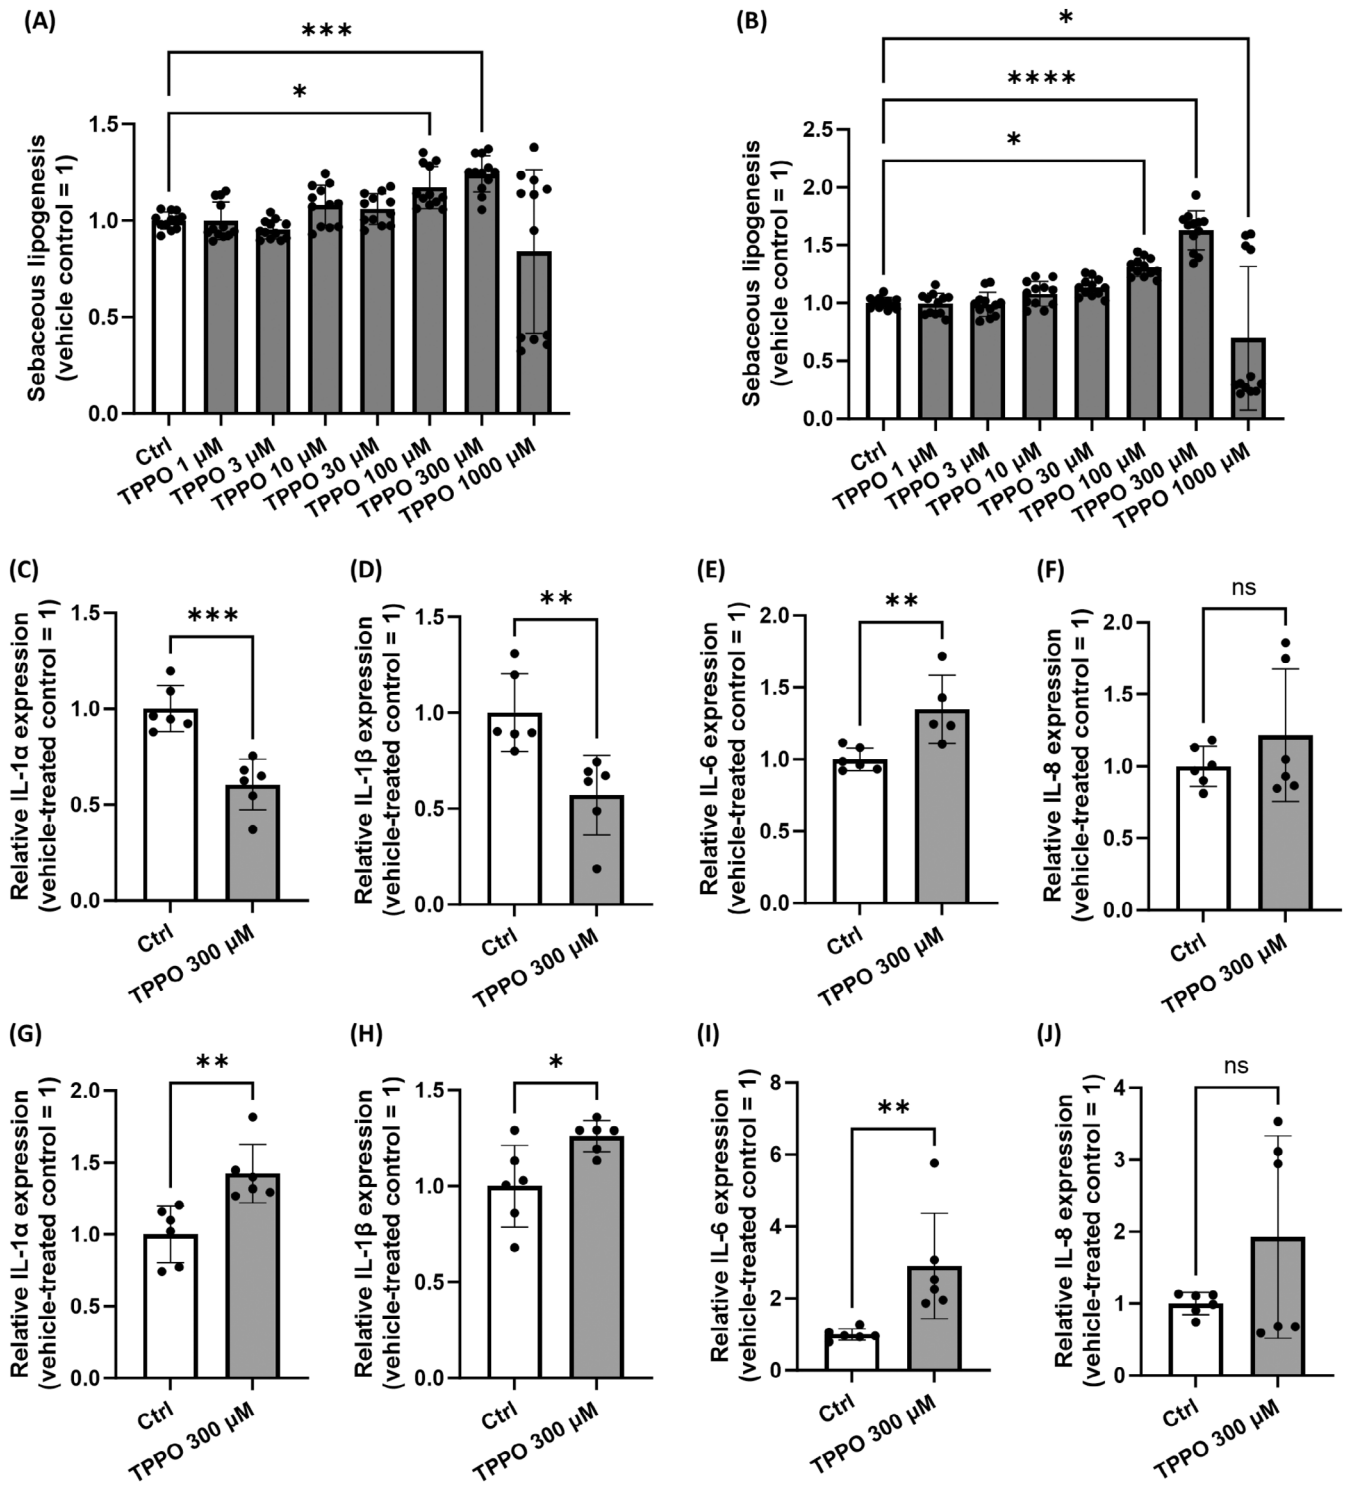 (A)
***
*
Sebaceous lipogenesis
(vehicle control = 1)
1.5
1.0
0.5
0.0
Ctrl
TPPO 1 µM
TPPO 3 µM
TPPO 10 µM
TPPO 30 µM
TPPO 100 µM
TPPO 300 µM
TPPO 1000 µM
(B)
*
****
*
Sebaceous lipogenesis
(vehicle control = 1)
2.5
2.0
1.5
1.0
0.5
0.0
Ctrl
TPPO 1 µM
TPPO 3 µM
TPPO 10 µM
TPPO 30 µM
TPPO 100 µM
TPPO 300 µM
TPPO 1000 µM
(C)
***
Relative IL-1α expression
(vehicle-treated control = 1)
1.5
1.0
0.5
0.0
Ctrl
TPPO 300 µM
(D)
**
Relative IL-1β expression
(vehicle-treated control = 1)
1.5
1.0
0.5
0.0
Ctrl
TPPO 300 µM
(E)
**
Relative IL-6 expression
(vehicle-treated control = 1)
2.0
1.5
1.0
0.5
0.0
Ctrl
TPPO 300 µM
(F)
ns
Relative IL-8 expression
(vehicle-treated control = 1)
2.0
1.5
1.0
0.5
0.0
Ctrl
TPPO 300 µM
(G)
**
Relative IL-1α expression
(vehicle-treated control = 1)
2.0
1.5
1.0
0.5
0.0
Ctrl
TPPO 300 µM
(H)
*
Relative IL-1β expression
(vehicle-treated control = 1)
1.5
1.0
0.5
0.0
Ctrl
TPPO 300 µM
(I)
**
Relative IL-6 expression
(vehicle-treated control = 1)
8
6
4
2
0
Ctrl
TPPO 300 µM
(J)
ns
Relative IL-8 expression
(vehicle-treated control = 1)
4
3
2
1
0
Ctrl
TPPO 300 µM